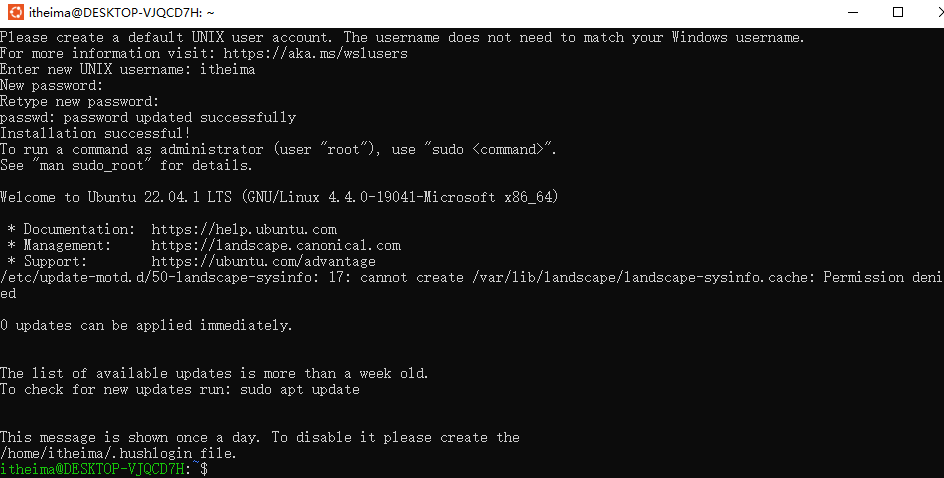 itheima@DESKTOP-VJQCD7H: ~
Please create a default UNIX user account. The username does not need to match your Windows username.
For more information visit: https://aka.ms/wslusers
Enter new UNIX username: itheima
New password:
Retype new password:
passwd: password updated successfully
Installation successful!
To run a command as administrator (user "root"), use "sudo <command>".
See "man sudo_root" for details.
Welcome to Ubuntu 22.04.1 LTS (GNU/Linux 4.4.0-19041-Microsoft x86_64)
* Documentation:  https://help.ubuntu.com
* Management:     https://landscape.canonical.com
* Support:        https://ubuntu.com/advantage
/etc/update-motd.d/50-landscape-sysinfo: 17: cannot create /var/lib/landscape/landscape-sysinfo.cache: Permission deni
ed
0 updates can be applied immediately.
The list of available updates is more than a week old.
To check for new updates run: sudo apt update
This message is shown once a day. To disable it please create the
/home/itheima/.hushlogin file.
itheima@DESKTOP-VJQCD7H:~$